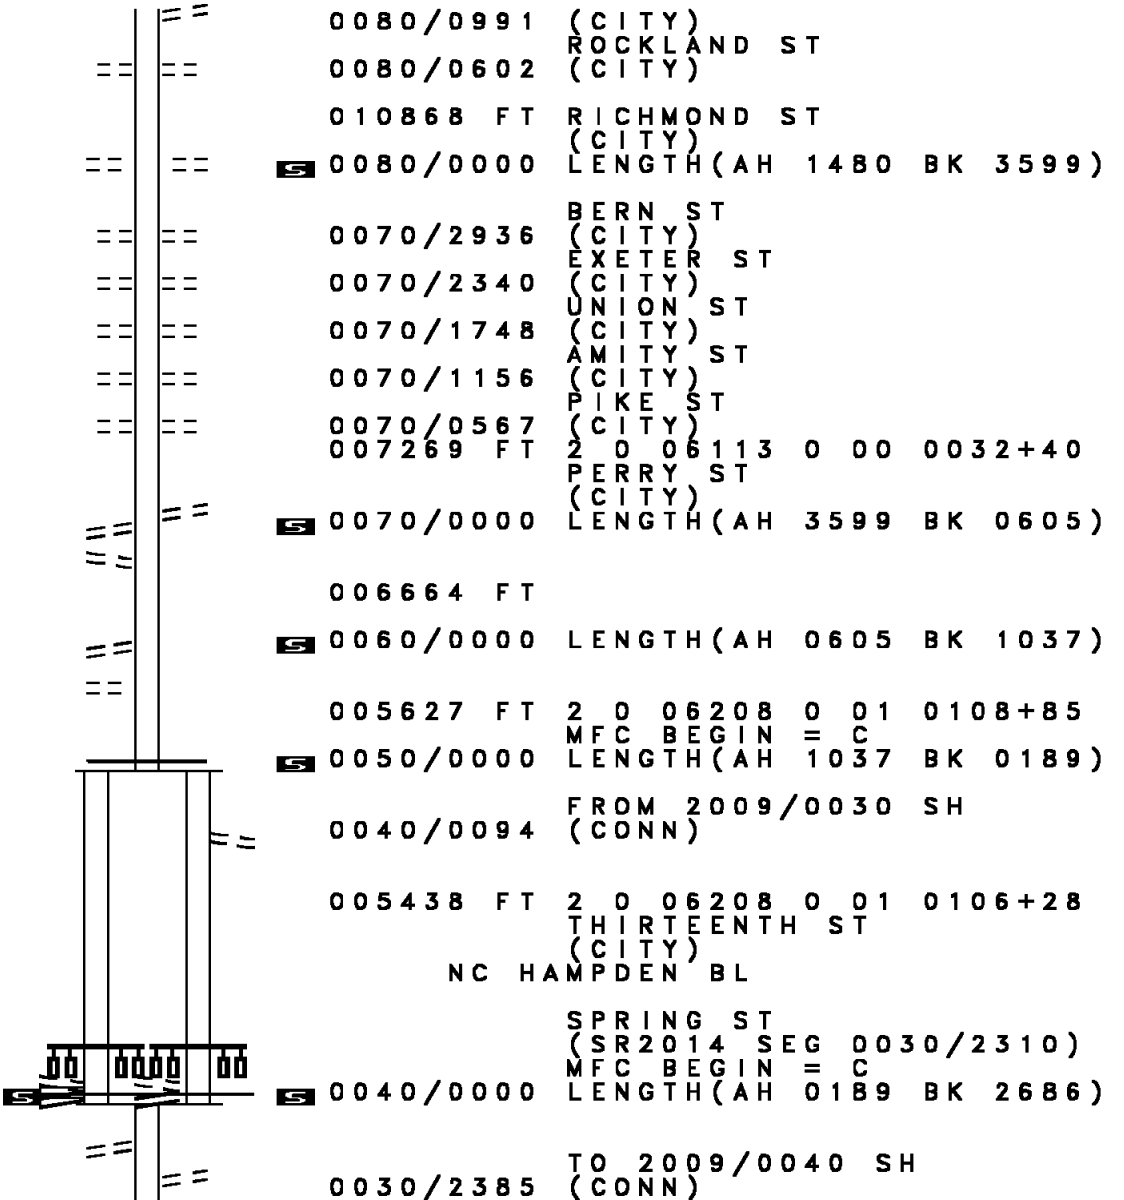 0080/0991 (CITY)
ROCKLAND ST
0080/0602 (CITY)
010868 FT RICHMOND ST
(CITY)
S 0080/0000 LENGTH(AH 1480 BK 3599)
BERN ST
0070/2936 (CITY)
EXETER ST
0070/2340 (CITY)
UNION ST
0070/1748 (CITY)
AMITY ST
0070/1156 (CITY)
PIKE ST
0070/0567 (CITY)
007269 FT 2 0 06113 0 00 0032+40
PERRY ST
(CITY)
S 0070/0000 LENGTH(AH 3599 BK 0605)
006664 FT
S 0060/0000 LENGTH(AH 0605 BK 1037)
005627 FT 2 0 06208 0 01 0108+85
MFC BEGIN = C
S 0050/0000 LENGTH(AH 1037 BK 0189)
FROM 2009/0030 SH
0040/0094 (CONN)
005438 FT 2 0 06208 0 01 0106+28
THIRTEENTH ST
(CITY)
NC HAMPDEN BL
SPRING ST
(SR2014 SEG 0030/2310)
MFC BEGIN = C
S S 0040/0000 LENGTH(AH 0189 BK 2686)
TO 2009/0040 SH
0030/2385 (CONN)